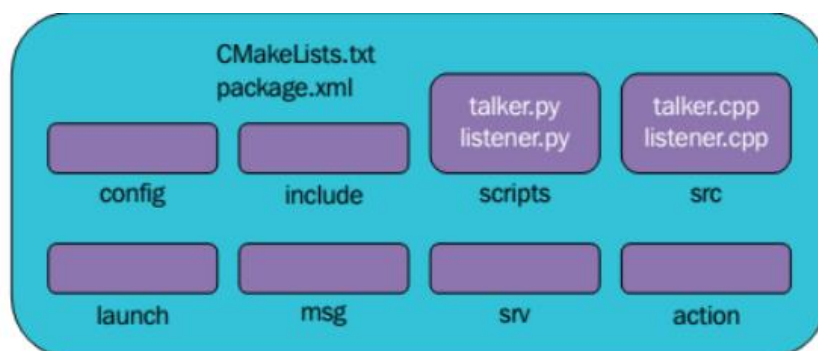 CMakeLists.txt
package.xml
talker.py
listener.py
talker.cpp
listener.cpp
config
include
scripts
src
launch
msg
srv
action